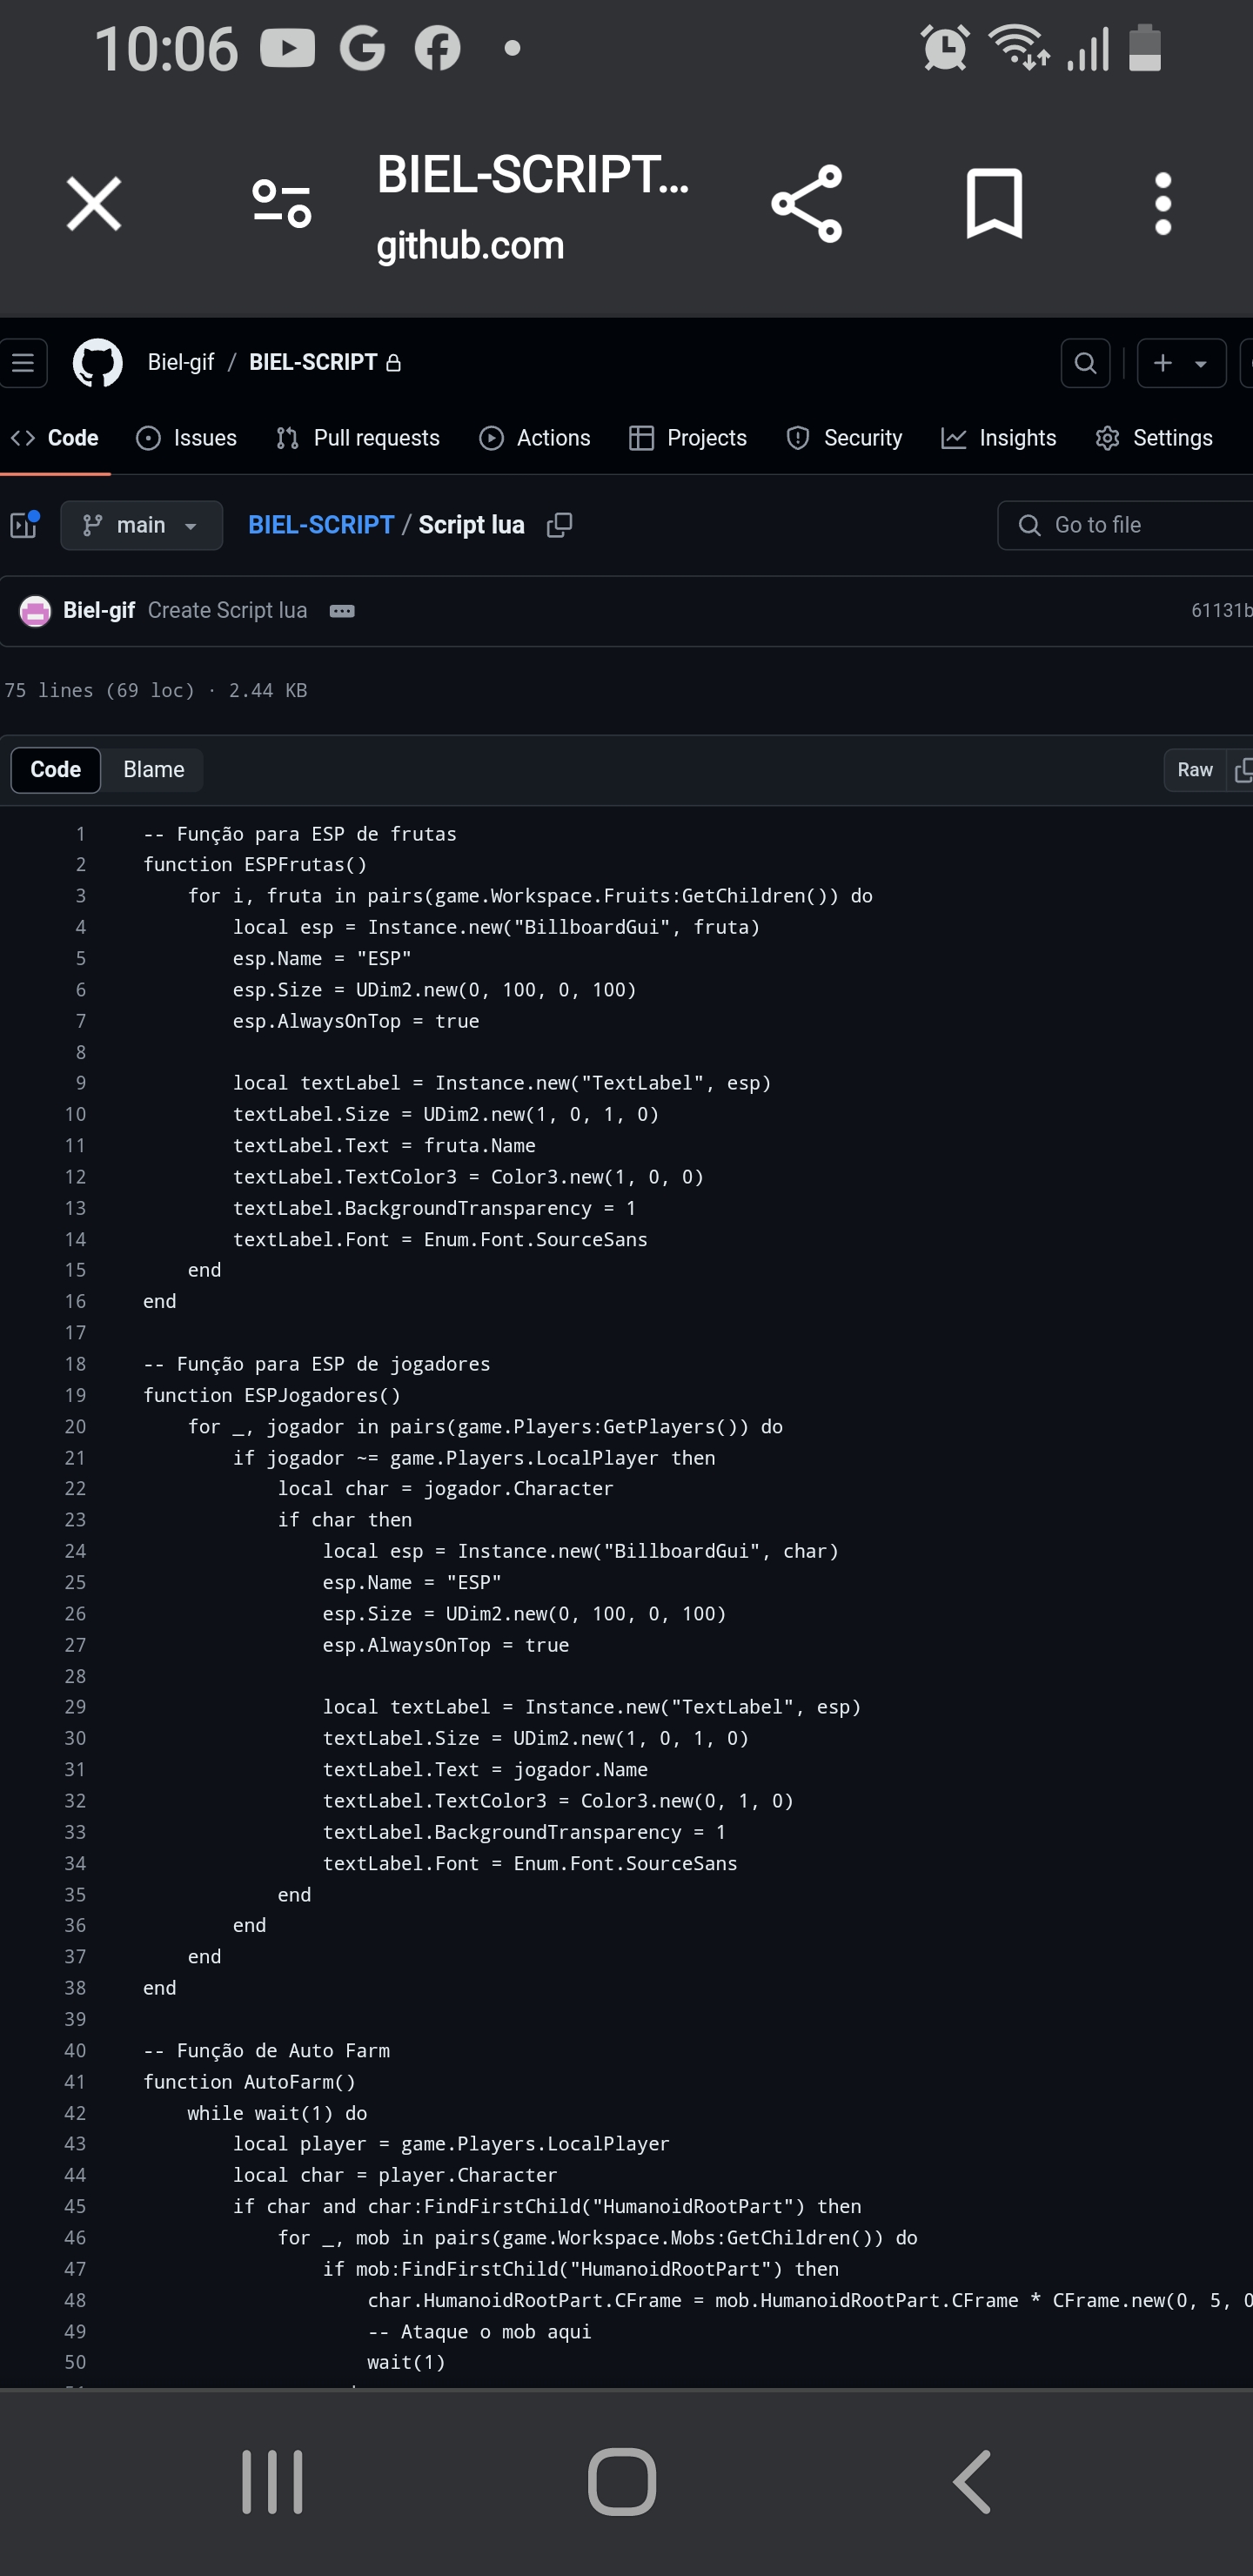 10:06
BIEL-SCRIPT...
github.com
Biel-gif / BIEL-SCRIPT
Code Issues Pull requests Actions Projects Security Insights Settings
main BIEL-SCRIPT / Script lua Go to file
Biel-gif Create Script lua 61131b
75 lines (69 loc) · 2.44 KB
Code Blame Raw
1 -- Função para ESP de frutas
2 function ESPFrutas()
3     for i, fruta in pairs(game.Workspace.Fruits:GetChildren()) do
4         local esp = Instance.new("BillboardGui", fruta)
5         esp.Name = "ESP"
6         esp.Size = UDim2.new(0, 100, 0, 100)
7         esp.AlwaysOnTop = true
8
9         local textLabel = Instance.new("TextLabel", esp)
10         textLabel.Size = UDim2.new(1, 0, 1, 0)
11         textLabel.Text = fruta.Name
12         textLabel.TextColor3 = Color3.new(1, 0, 0)
13         textLabel.BackgroundTransparency = 1
14         textLabel.Font = Enum.Font.SourceSans
15     end
16 end
17
18 -- Função para ESP de jogadores
19 function ESPJogadores()
20     for _, jogador in pairs(game.Players:GetPlayers()) do
21         if jogador ~= game.Players.LocalPlayer then
22             local char = jogador.Character
23             if char then
24                 local esp = Instance.new("BillboardGui", char)
25                 esp.Name = "ESP"
26                 esp.Size = UDim2.new(0, 100, 0, 100)
27                 esp.AlwaysOnTop = true
28
29                 local textLabel = Instance.new("TextLabel", esp)
30                 textLabel.Size = UDim2.new(1, 0, 1, 0)
31                 textLabel.Text = jogador.Name
32                 textLabel.TextColor3 = Color3.new(0, 1, 0)
33                 textLabel.BackgroundTransparency = 1
34                 textLabel.Font = Enum.Font.SourceSans
35             end
36         end
37     end
38 end
39
40 -- Função de Auto Farm
41 function AutoFarm()
42     while wait(1) do
43         local player = game.Players.LocalPlayer
44         local char = player.Character
45         if char and char:FindFirstChild("HumanoidRootPart") then
46             for _, mob in pairs(game.Workspace.Mobs:GetChildren()) do
47                 if mob:FindFirstChild("HumanoidRootPart") then
48                     char.HumanoidRootPart.CFrame = mob.HumanoidRootPart.CFrame * CFrame.new(0, 5, 0
49                     -- Ataque o mob aqui
50                     wait(1)